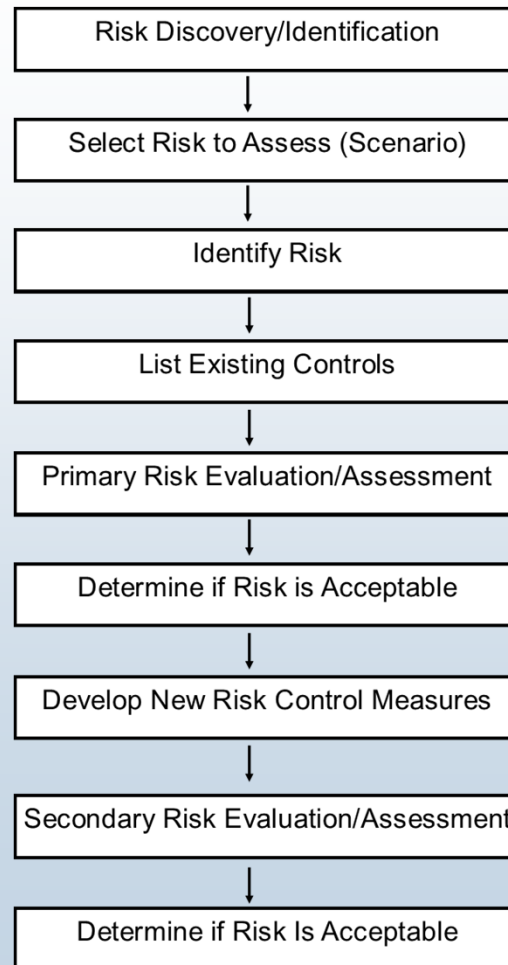 Risk Discovery/Identification
Select Risk to Assess (Scenario)
Identify Risk
List Existing Controls
Primary Risk Evaluation/Assessment
Determine if Risk is Acceptable
Develop New Risk Control Measures
Secondary Risk Evaluation/Assessment
Determine if Risk Is Acceptable